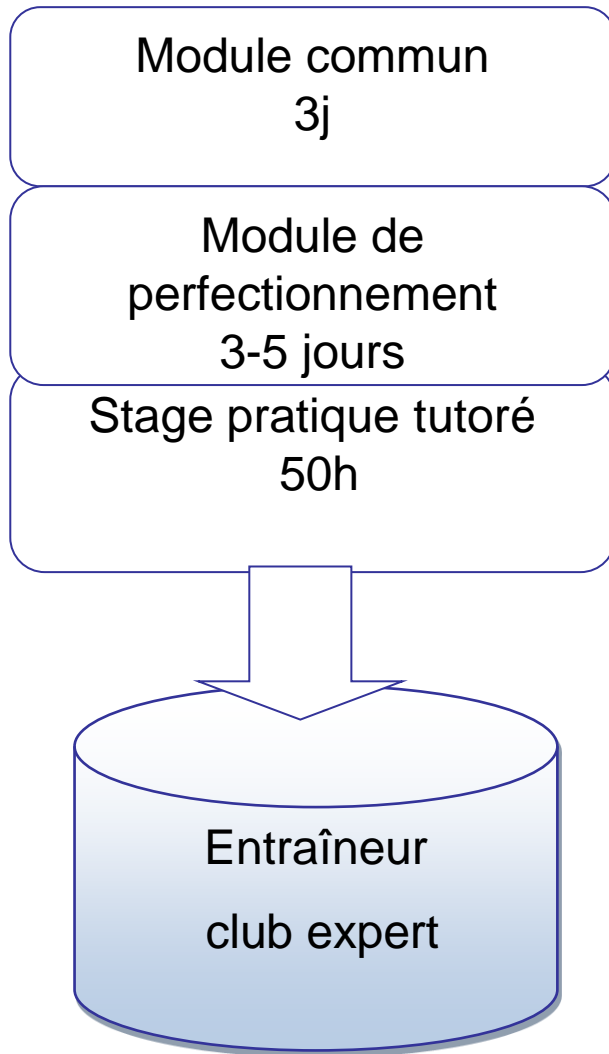 Module commun
3j
Module de
perfectionnement
3-5 jours
Stage pratique tutoré
50h
Entraîneur
club expert